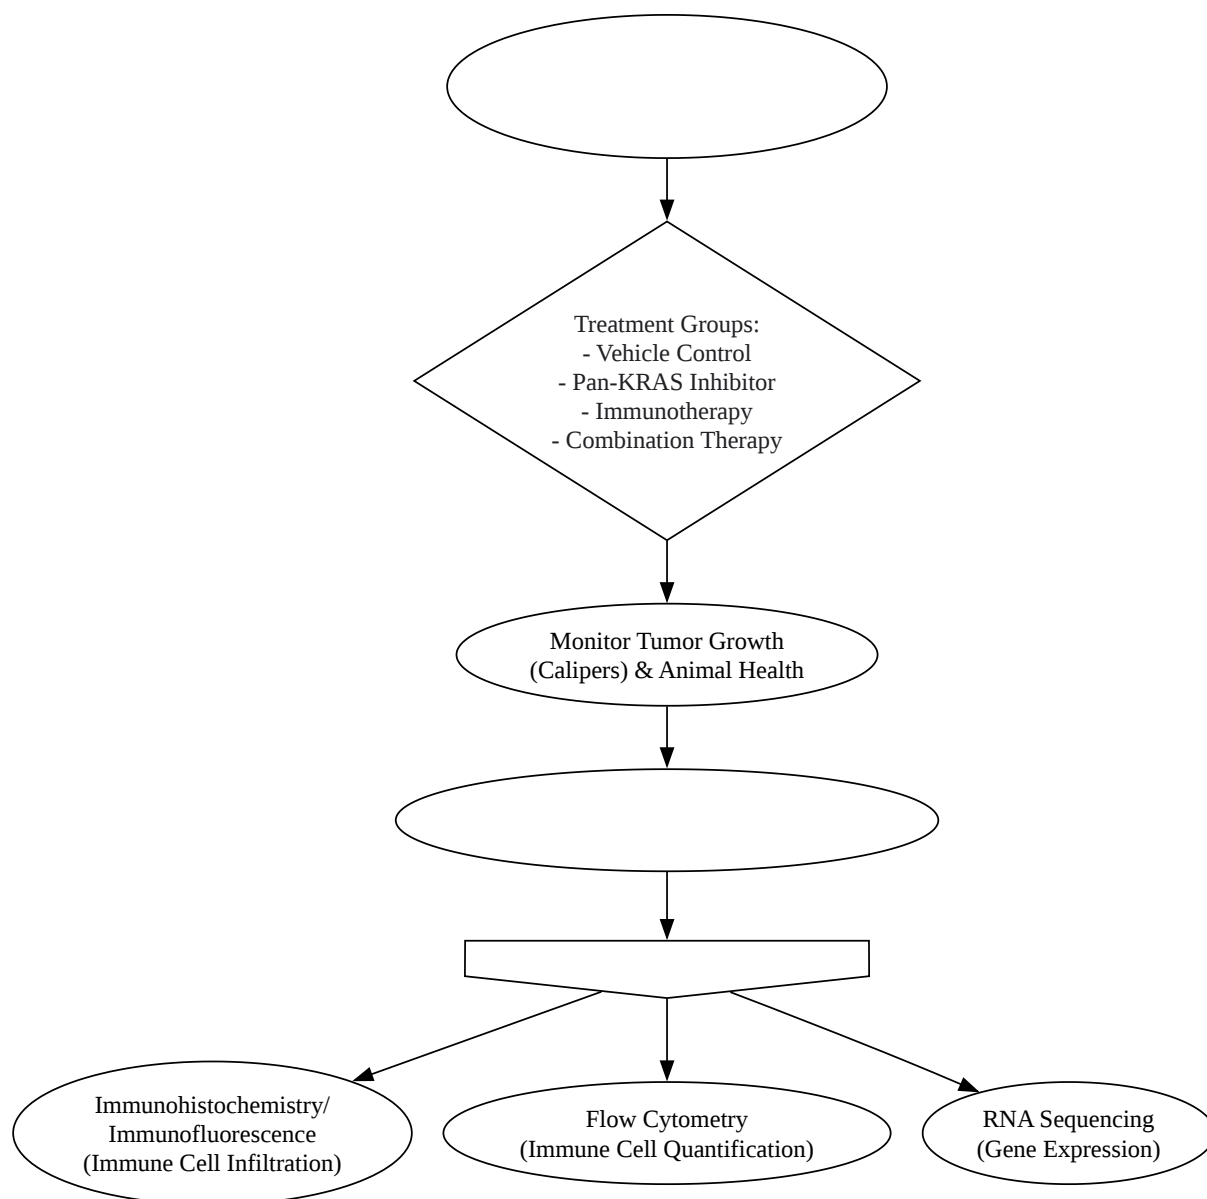 Treatment Groups:
- Vehicle Control
- Pan-KRAS Inhibitor
- Immunotherapy
- Combination Therapy
Monitor Tumor Growth
(Calipers) & Animal Health
Immunohistochemistry/
Immunofluorescence
(Immune Cell Infiltration)
Flow Cytometry
(Immune Cell Quantification)
RNA Sequencing
(Gene Expression)